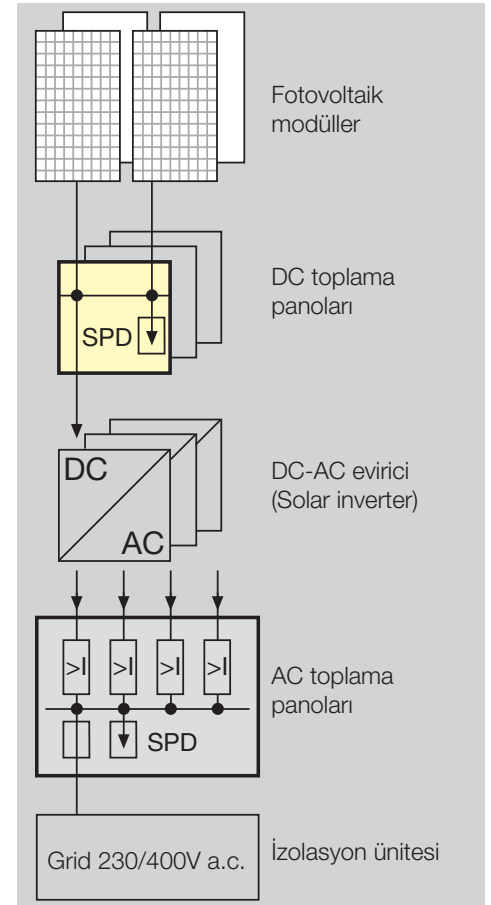 Fotovoltaik
modüller
DC toplama
panoları
SPD
DC-AC evirici
(Solar inverter)
DC
AC
>I >I >I >I
AC toplama
panoları
SPD
Grid 230/400V a.c.
İzolasyon ünitesi